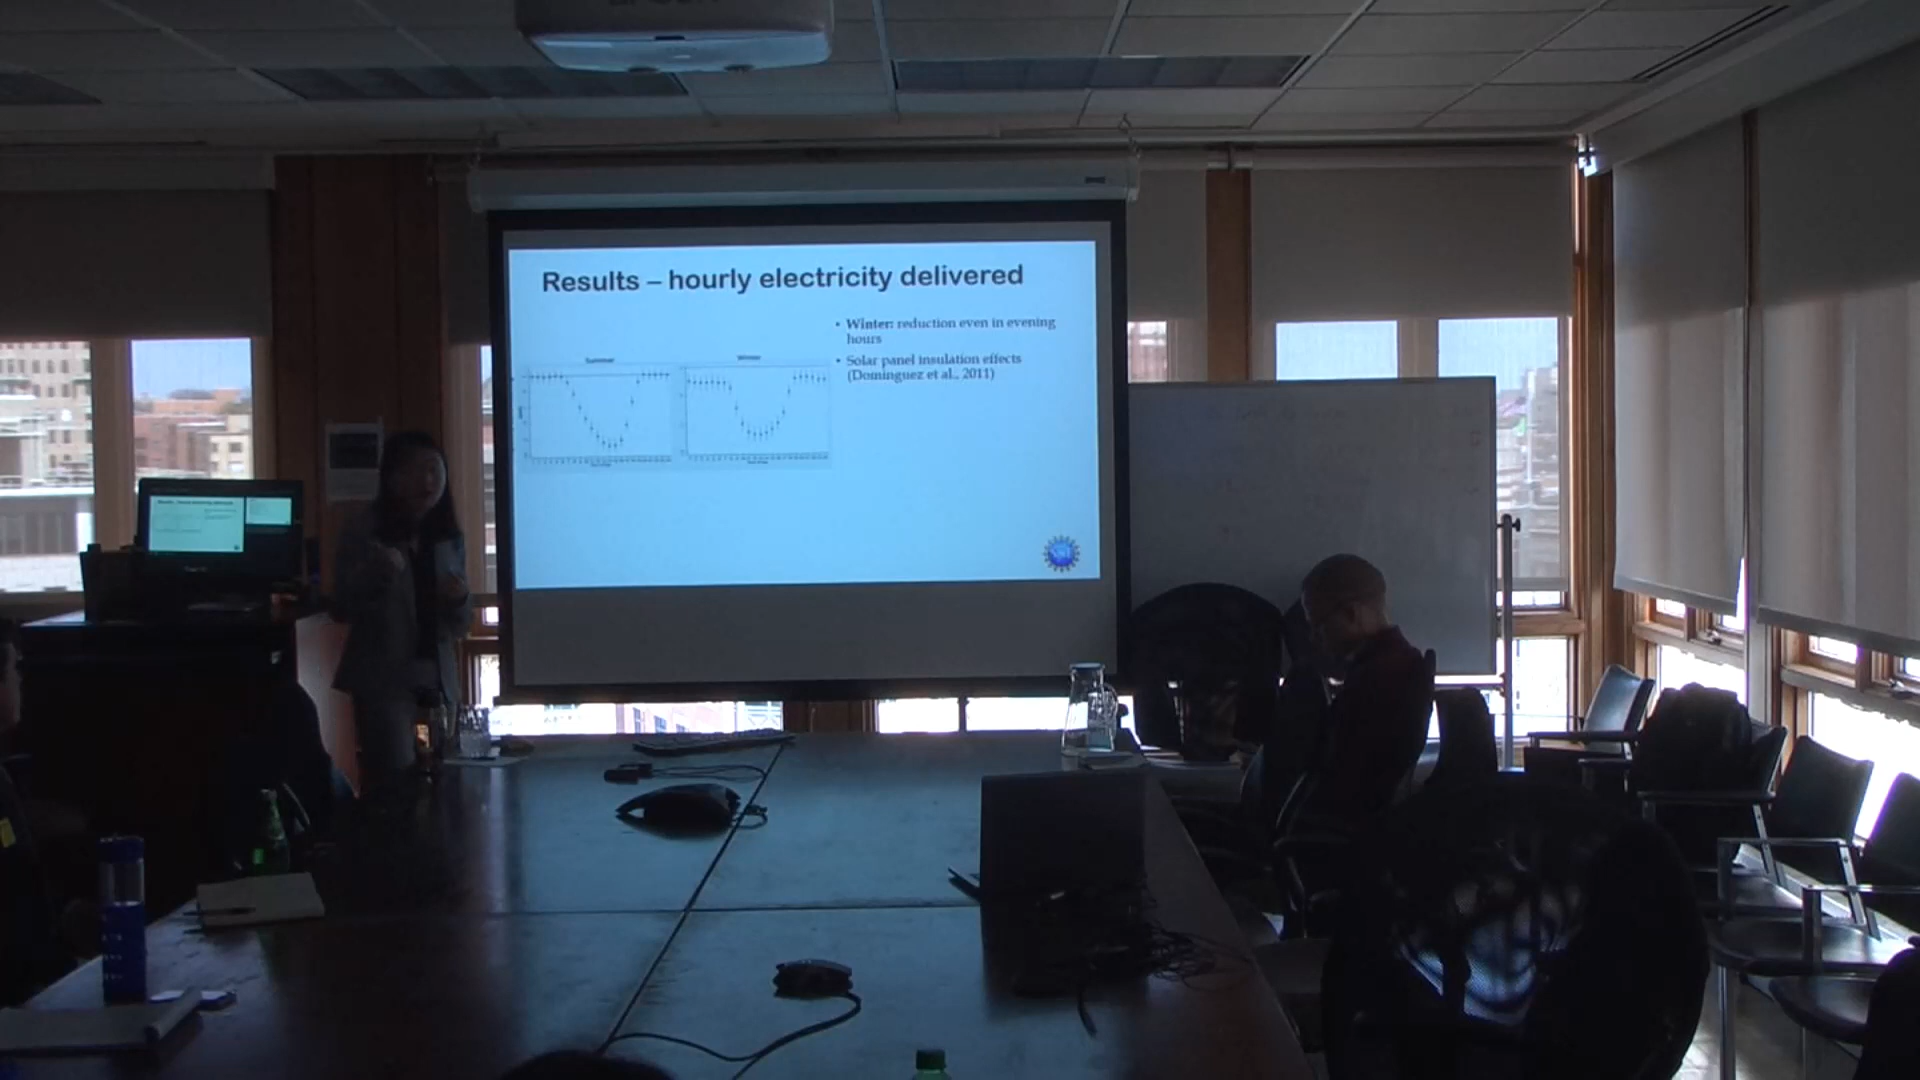 Results – hourly electricity delivered
• Winter: reduction even in evening
hours
• Solar panel insulation effects
(Dominguez et al., 2011)
Summer
Winter